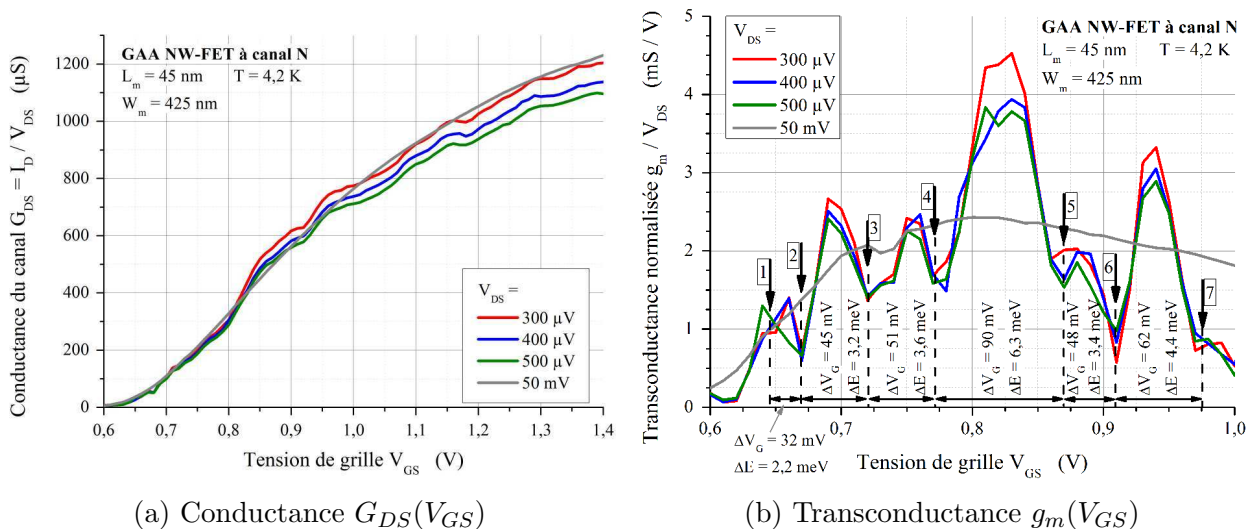 Conductance du canal G_DS = I_D / V_DS (µS)
1200
1000
800
600
400
200
0
GAA NW-FET à canal N
L_m = 45 nm T = 4,2 K
W_m = 425 nm
V_DS =
300 µV
400 µV
500 µV
50 mV
0,6 0,7 0,8 0,9 1,0 1,1 1,2 1,3 1,4
Tension de grille V_GS (V)
(a) Conductance G_DS(V_GS)
Transconductance normalisée g_m / V_DS (mS / V)
5
4
3
2
1
0
V_DS =
300 µV
400 µV
500 µV
50 mV
GAA NW-FET à canal N
L_m = 45 nm T = 4,2 K
W_m = 425 nm
1
2
3
4
5
6
7
ΔV_G = 45 mV
ΔE = 3,2 meV
ΔV_G = 51 mV
ΔE = 3,6 meV
ΔV_G = 90 mV
ΔE = 6,3 meV
ΔV_G = 48 mV
ΔE = 3,4 meV
ΔV_G = 62 mV
ΔE = 4,4 meV
0,6 0,7 0,8 0,9 1,0
ΔV_G = 32 mV
ΔE = 2,2 meV
Tension de grille V_GS (V)
(b) Transconductance g_m(V_GS)